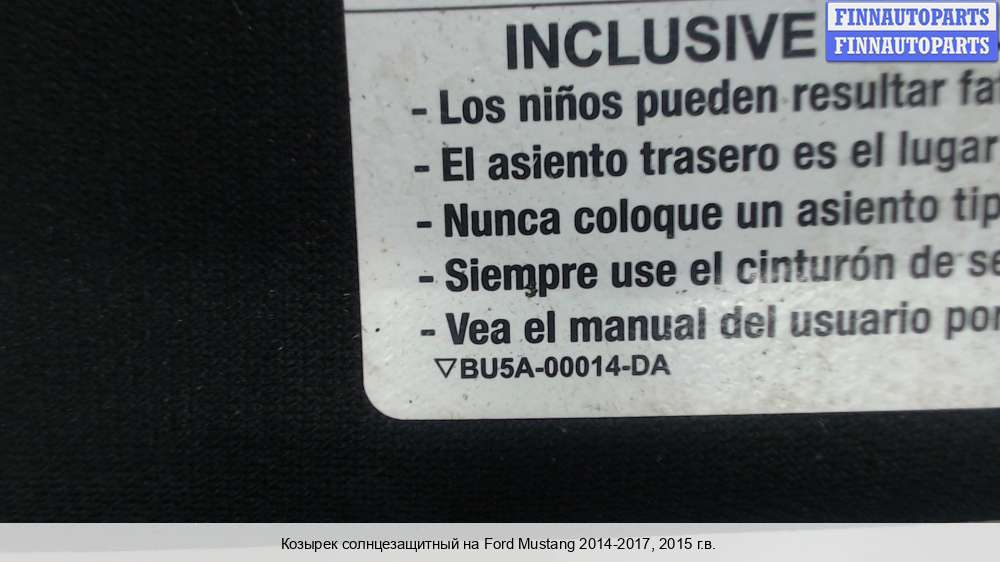 FINNAUTOPARTS
FINNAUTOPARTS
INCLUSIVE
- Los niños pueden resultar
- El asiento trasero es el lugar
- Nunca coloque un asiento
- Siempre use el cinturón de
- Vea el manual del usuario
▽BU5A-00014-DA
Козырек солнцезащитный на Ford Mustang 2014-2017, 2015 г.в.